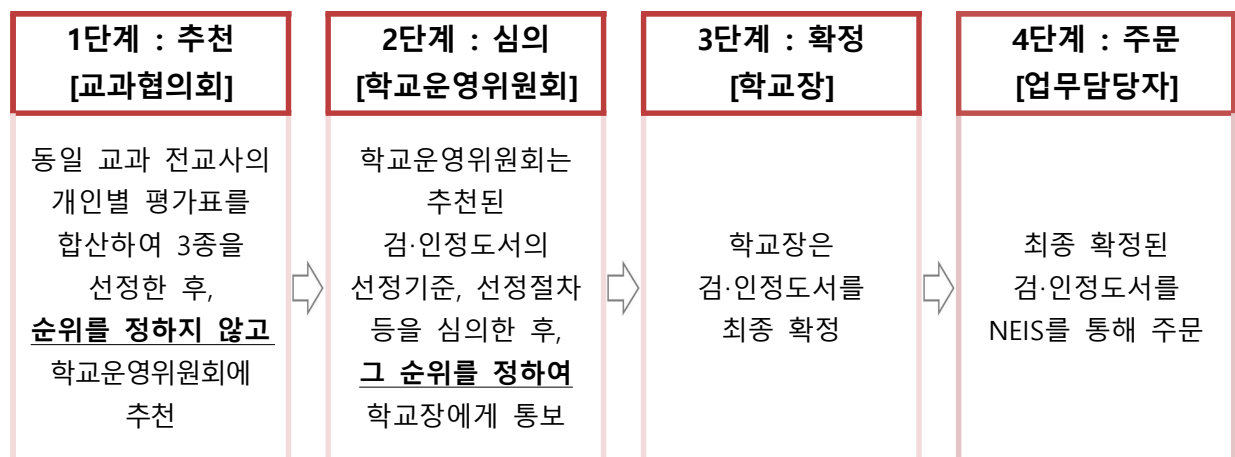 1단계 : 추천
[교과협의회]
동일 교과 전교사의
개인별 평가표를
합산하여 3종을
선정한 후,
순위를 정하지 않고
학교운영위원회에
추천
2단계 : 심의
[학교운영위원회]
학교운영위원회는
추천된
검·인정도서의
선정기준, 선정절차
등을 심의한 후,
그 순위를 정하여
학교장에게 통보
3단계 : 확정
[학교장]
학교장은
검·인정도서를
최종 확정
4단계 : 주문
[업무담당자]
최종 확정된
검·인정도서를
NEIS를 통해 주문